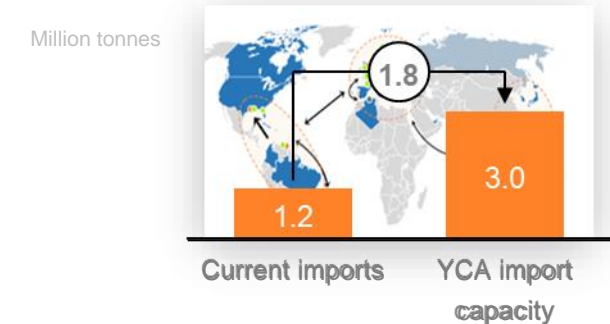 Million tonnes
1.8
3.0
1.2
Current imports
YCA import
capacity